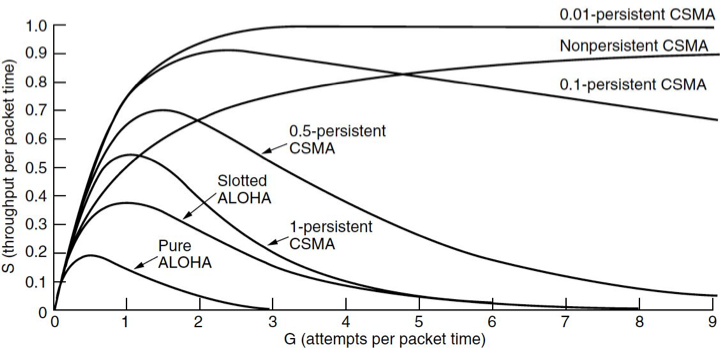 0.01-persistent CSMA
Nonpersistent CSMA
0.1-persistent CSMA
0.5-persistent
CSMA
Slotted
ALOHA
1-persistent
CSMA
Pure
ALOHA
S (throughput per packet time)
1.0
0.9
0.8
0.7
0.6
0.5
0.4
0.3
0.2
0.1
0
0 1 2 3 4 5 6 7 8 9
G (attempts per packet time)